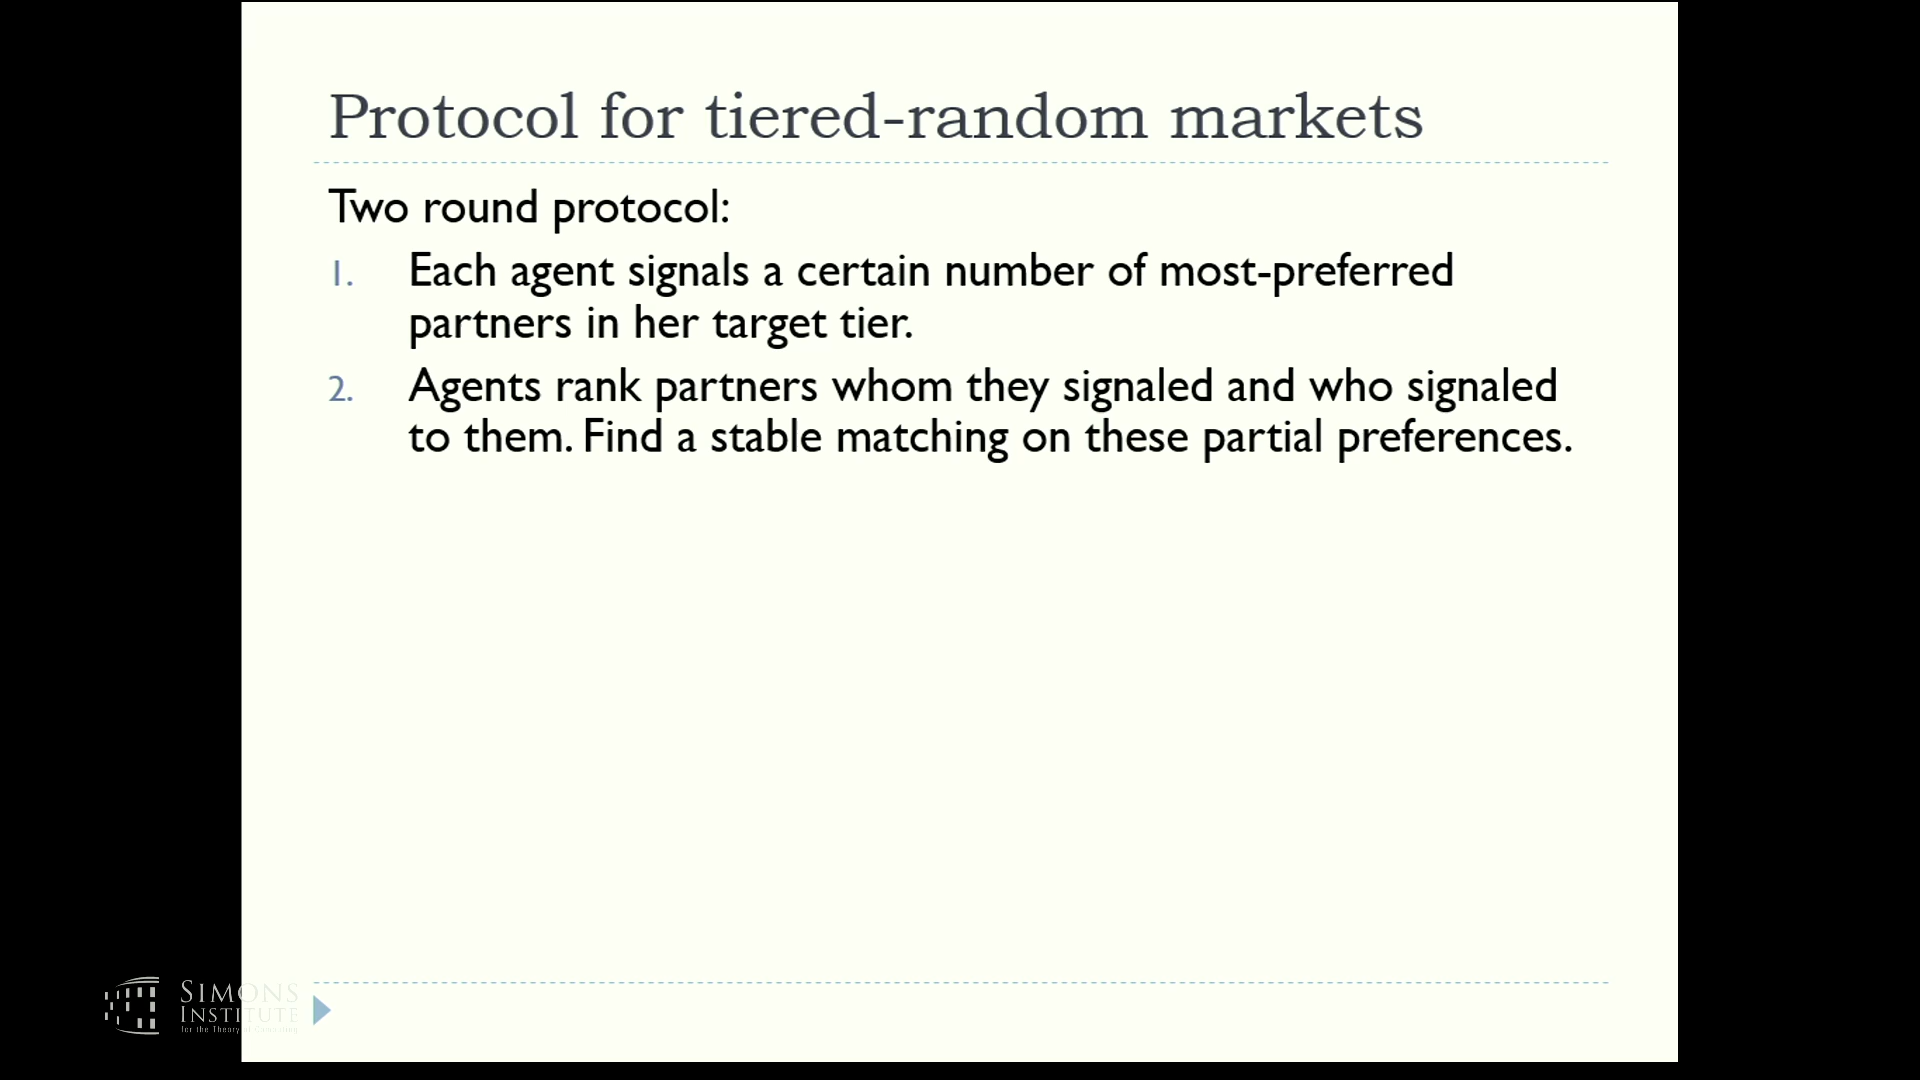 Protocol for tiered-random markets
Two round protocol:
1. Each agent signals a certain number of most-preferred
partners in her target tier.
2. Agents rank partners whom they signaled and who signaled
to them. Find a stable matching on these partial preferences.
SIMONS
INSTITUTE
for the Theory of Computing